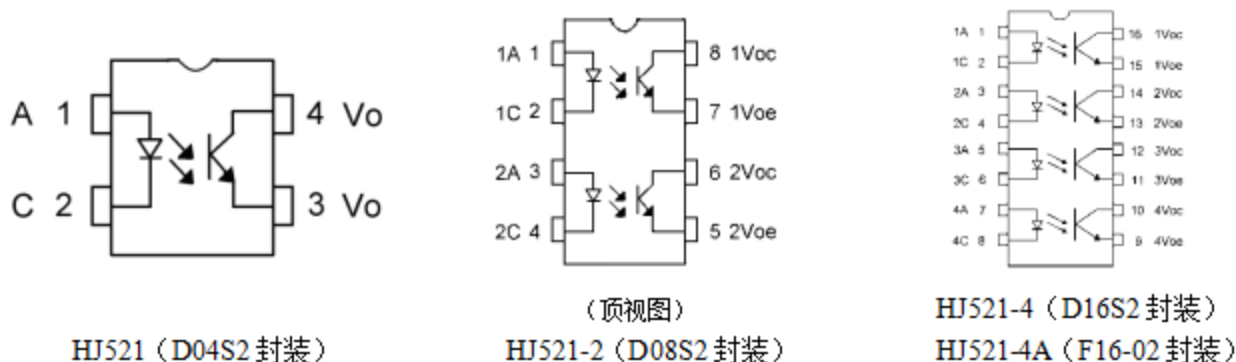 A 1
4 Vo
C 2
3 Vo
HJ521（D04S2 封装）
1A 1
8 1Voc
1C 2
7 1Voe
2A 3
6 2Voc
2C 4
5 2Voe
（顶视图）
HJ521-2（D08S2 封装）
1A 1
16 1Voc
1C 2
15 1Voe
2A 3
14 2Voc
2C 4
13 2Voe
3A 5
12 3Voc
3C 6
11 3Voe
4A 7
10 4Voc
4C 8
9 4Voe
HJ521-4（D16S2 封装）
HJ521-4A（F16-02 封装）